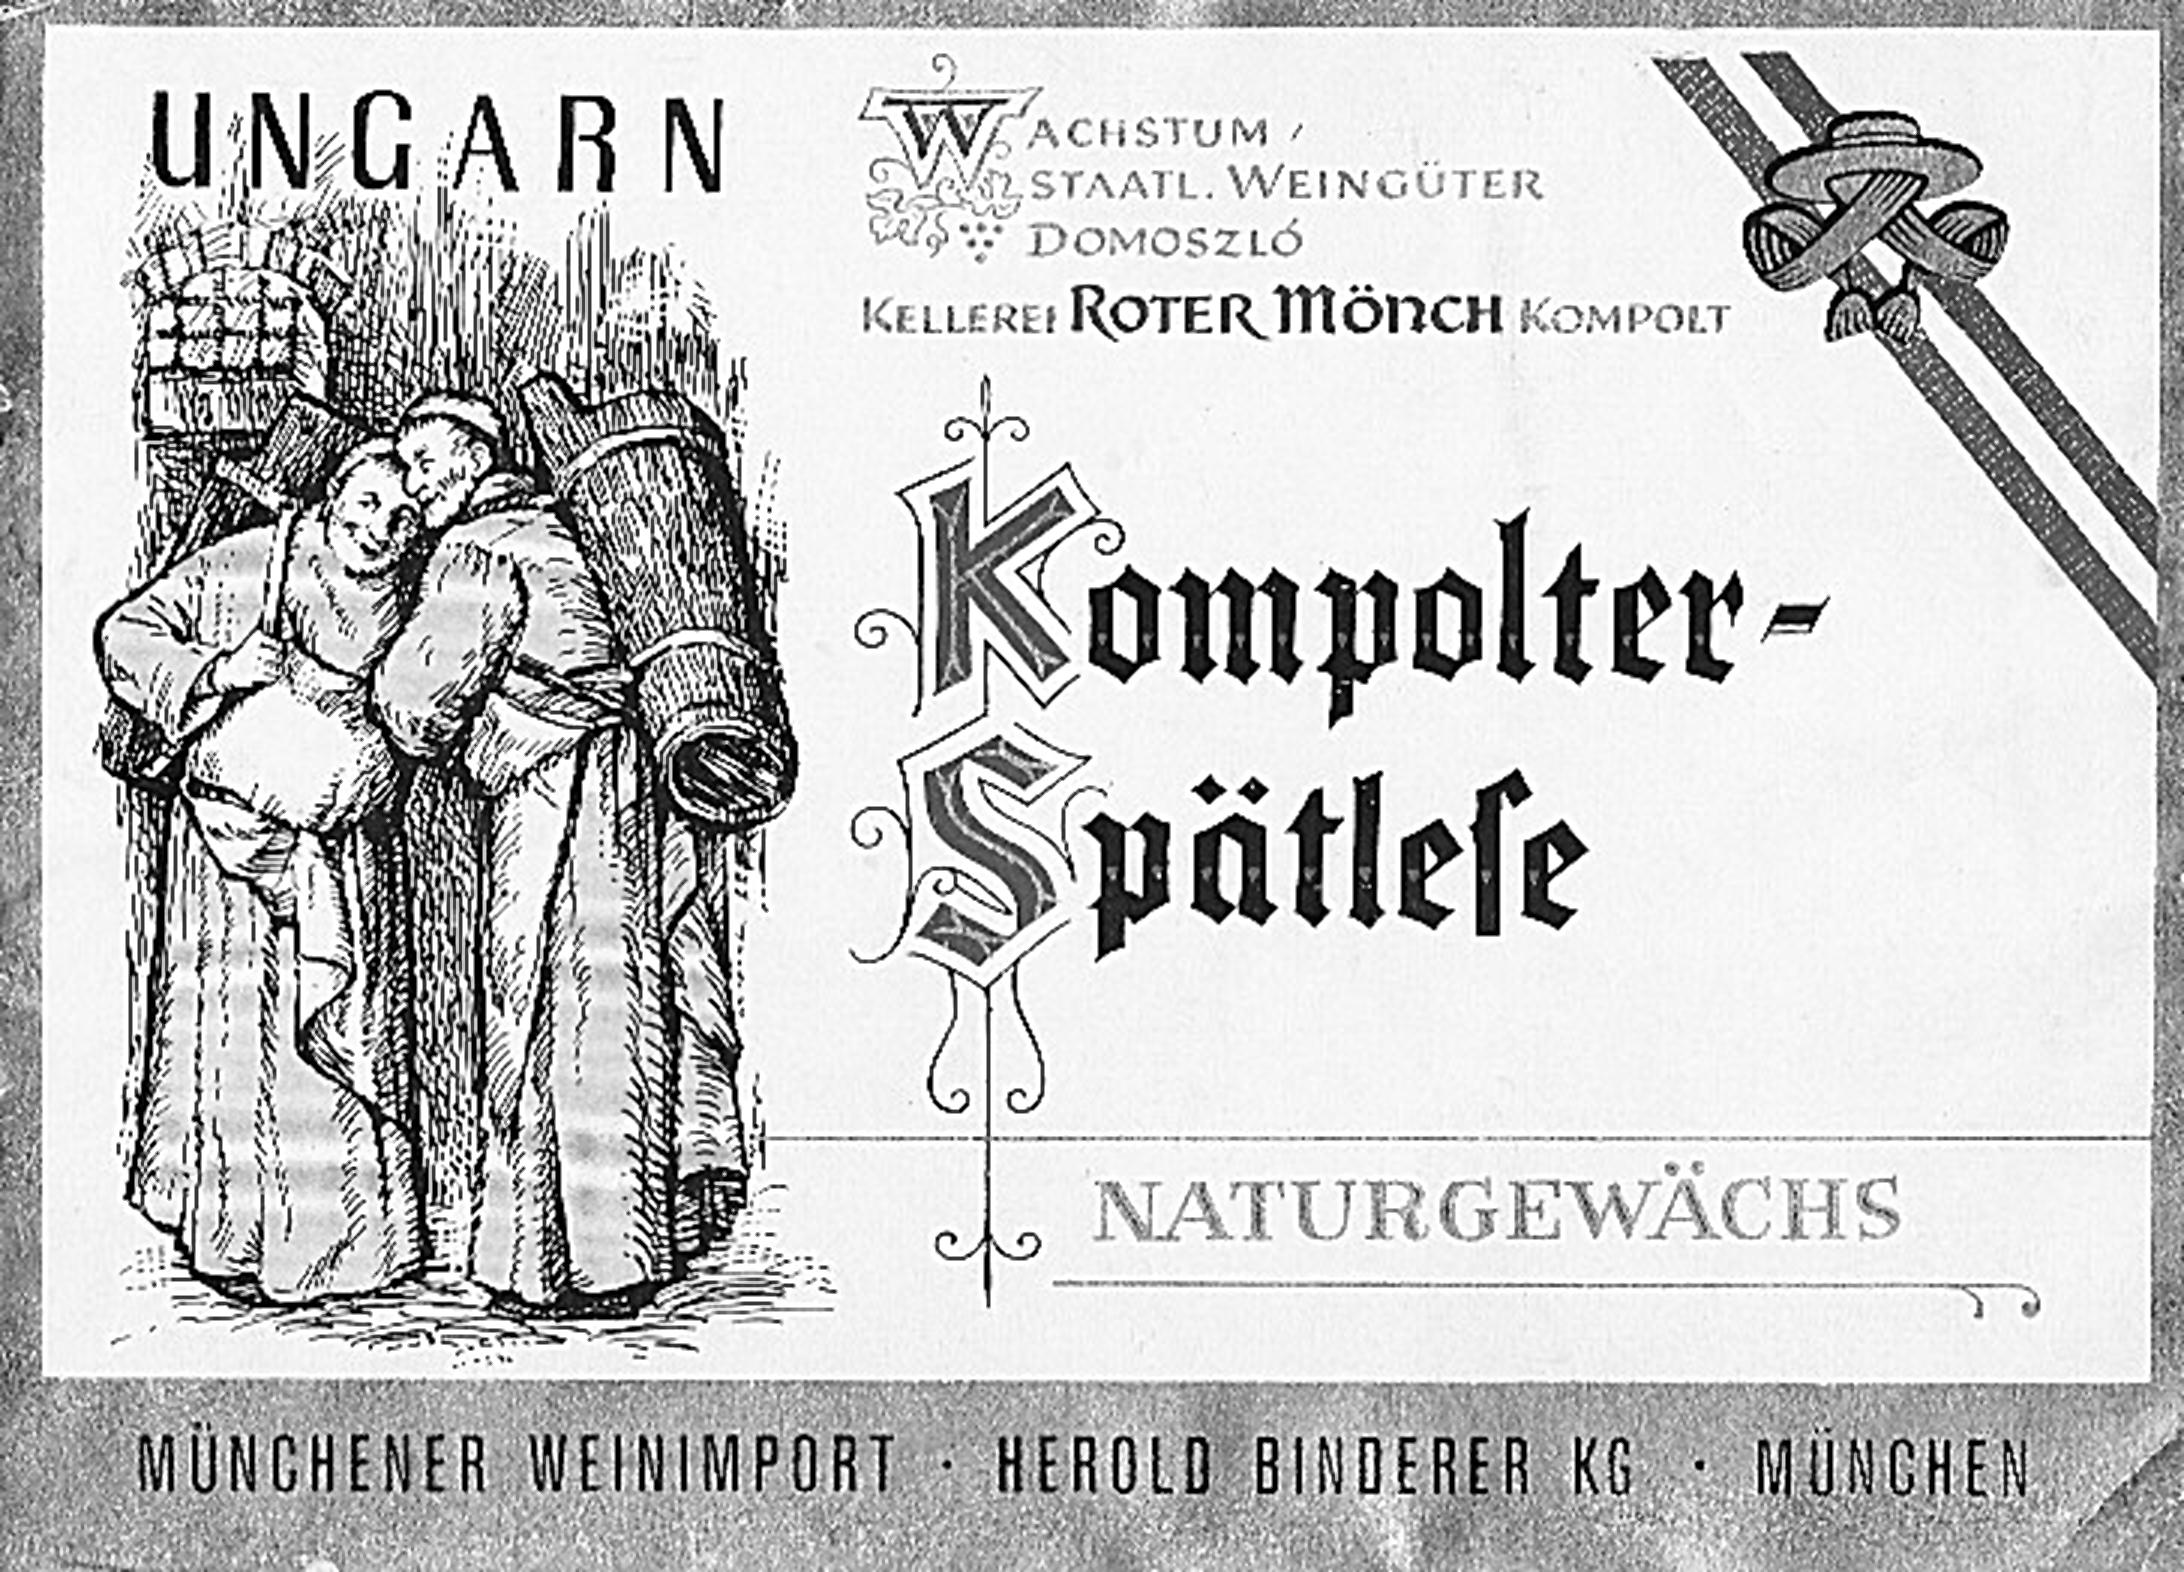 UNGARN
WACHSTUM /
STAATL. WEINGÜTER
DOMOSZLÓ
KELLEREI ROTER MÖNCH KOMPOLT
Kompolter-
Spätleſe
NATURGEWÄCHS
MÜNCHENER WEINIMPORT · HEROLD BINDERER KG · MÜNCHEN